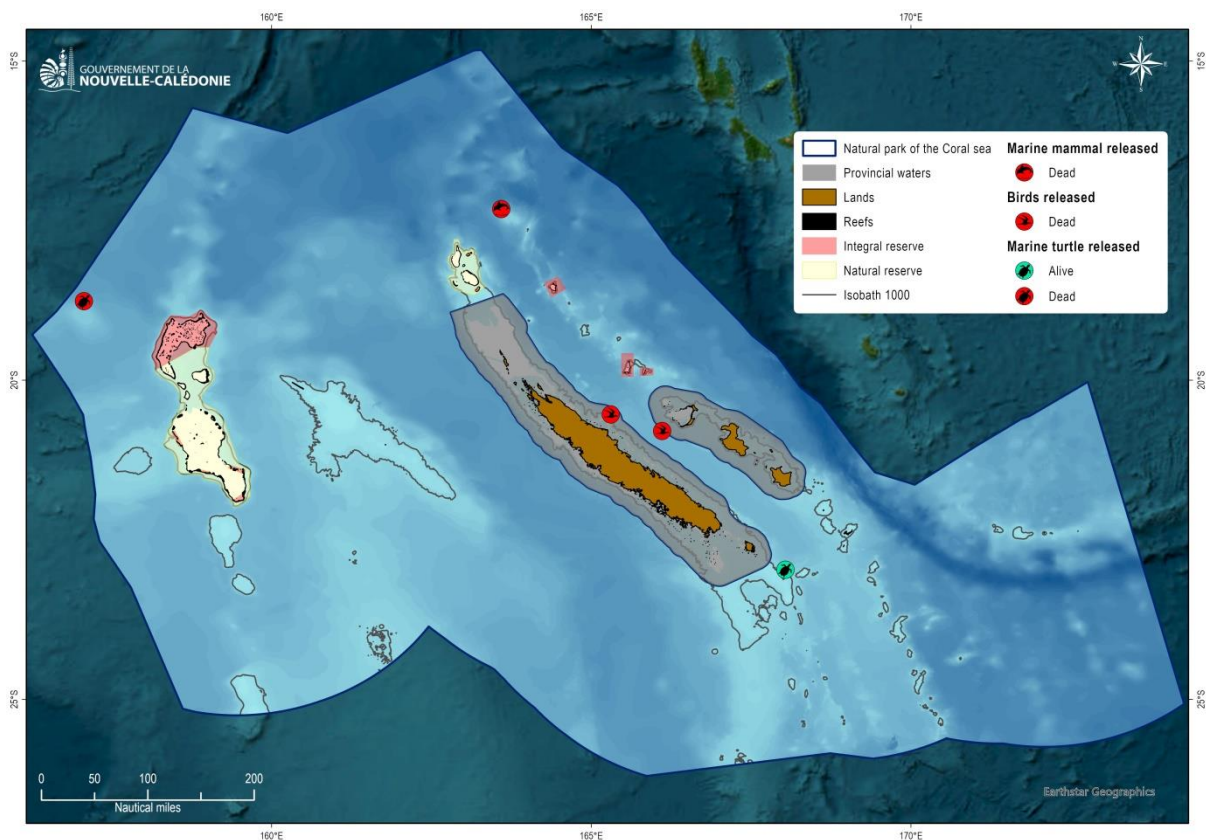 160°E
165°E
170°E
15°S
15°S
GOUVERNEMENT DE LA
NOUVELLE-CALÉDONIE
N
W
E
S
Natural park of the Coral sea
Provincial waters
Lands
Reefs
Integral reserve
Natural reserve
Isobath 1000
Marine mammal released
Dead
Birds released
Dead
Marine turtle released
Alive
Dead
20°S
20°S
25°S
25°S
0
50
100
200
Nautical miles
Earthstar Geographics
160°E
165°E
170°E